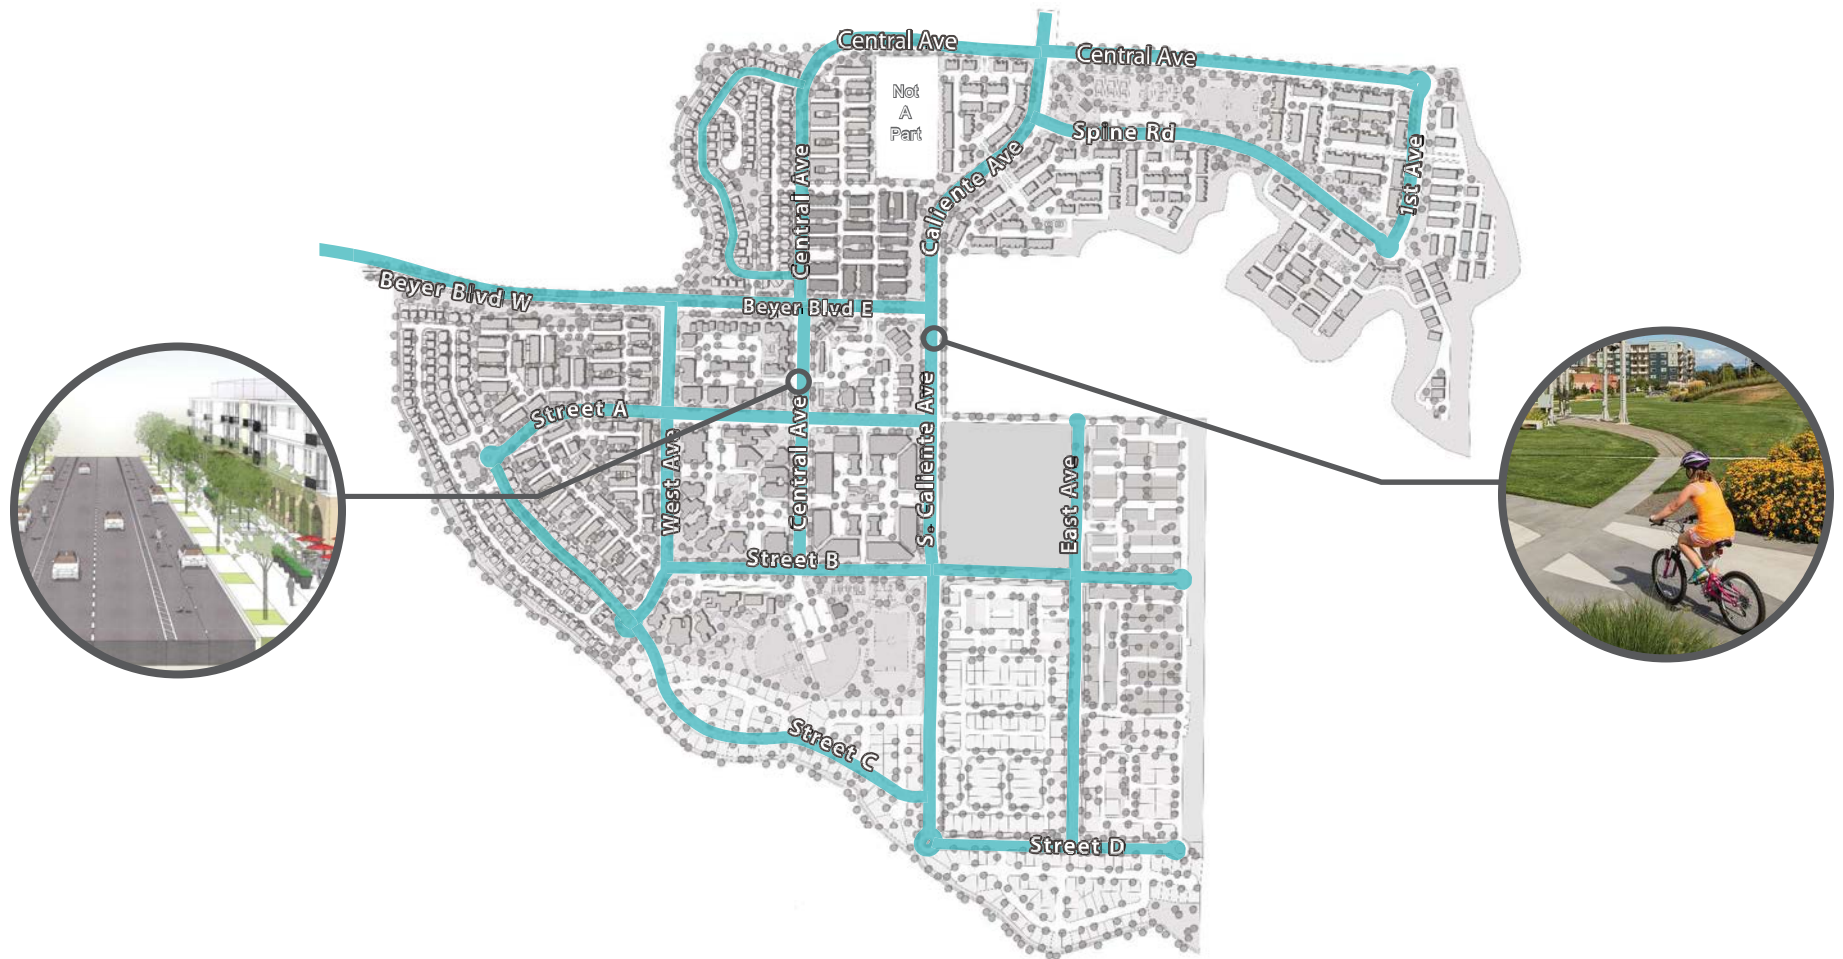 Central Ave
Central Ave
Not
A
Part
Spine Rd
Central Ave
Caliente Ave
1st Ave
Beyer Blvd W
Beyer Blvd E
Street A
West Ave
Central Ave
S. Caliente Ave
East Ave
Street B
Street C
Street D